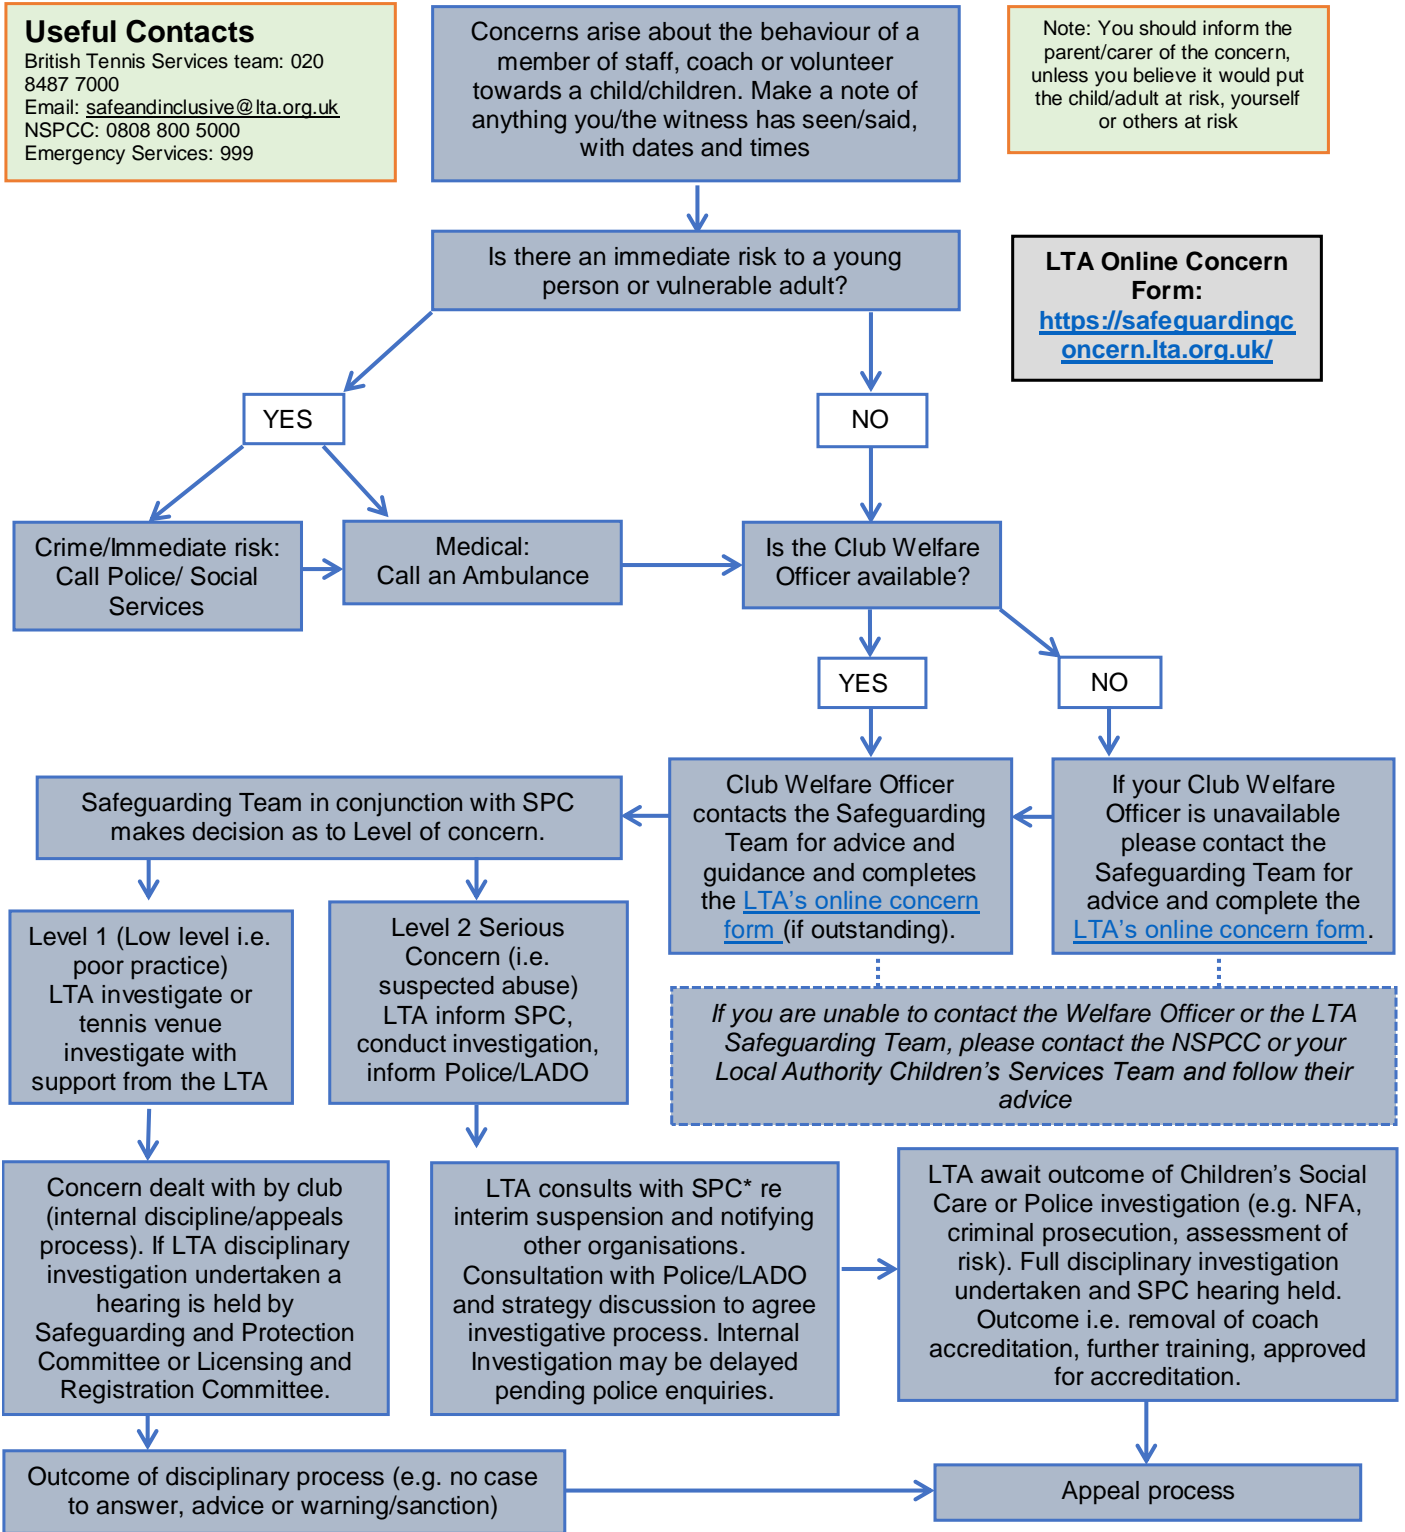 Useful Contacts
British Tennis Services team: 020
8487 7000
Email: safeandinclusive@lta.org.uk
NSPCC: 0808 800 5000
Emergency Services: 999
Concerns arise about the behaviour of a
member of staff, coach or volunteer
towards a child/children. Make a note of
anything you/the witness has seen/said,
with dates and times
Note: You should inform the
parent/carer of the concern,
unless you believe it would put
the child/adult at risk, yourself
or others at risk
Is there an immediate risk to a young
person or vulnerable adult?
LTA Online Concern
Form:
https://safeguardingc
oncern.lta.org.uk/
YES
NO
Crime/Immediate risk:
Call Police/ Social
Services
Medical:
Call an Ambulance
Is the Club Welfare
Officer available?
YES
NO
Safeguarding Team in conjunction with SPC
makes decision as to Level of concern.
Club Welfare Officer
contacts the Safeguarding
Team for advice and
guidance and completes
the LTA's online concern
form (if outstanding).
If your Club Welfare
Officer is unavailable
please contact the
Safeguarding Team for
advice and complete the
LTA's online concern form.
Level 1 (Low level i.e.
poor practice)
LTA investigate or
tennis venue
investigate with
support from the LTA
Level 2 Serious
Concern (i.e.
suspected abuse)
LTA inform SPC,
conduct investigation,
inform Police/LADO
If you are unable to contact the Welfare Officer or the LTA
Safeguarding Team, please contact the NSPCC or your
Local Authority Children's Services Team and follow their
advice
Concern dealt with by club
(internal discipline/appeals
process). If LTA disciplinary
investigation undertaken a
hearing is held by
Safeguarding and Protection
Committee or Licensing and
Registration Committee.
LTA consults with SPC* re
interim suspension and notifying
other organisations.
Consultation with Police/LADO
and strategy discussion to agree
investigative process. Internal
Investigation may be delayed
pending police enquiries.
LTA await outcome of Children's Social
Care or Police investigation (e.g. NFA,
criminal prosecution, assessment of
risk). Full disciplinary investigation
undertaken and SPC hearing held.
Outcome i.e. removal of coach
accreditation, further training, approved
for accreditation.
Outcome of disciplinary process (e.g. no case
to answer, advice or warning/sanction)
Appeal process